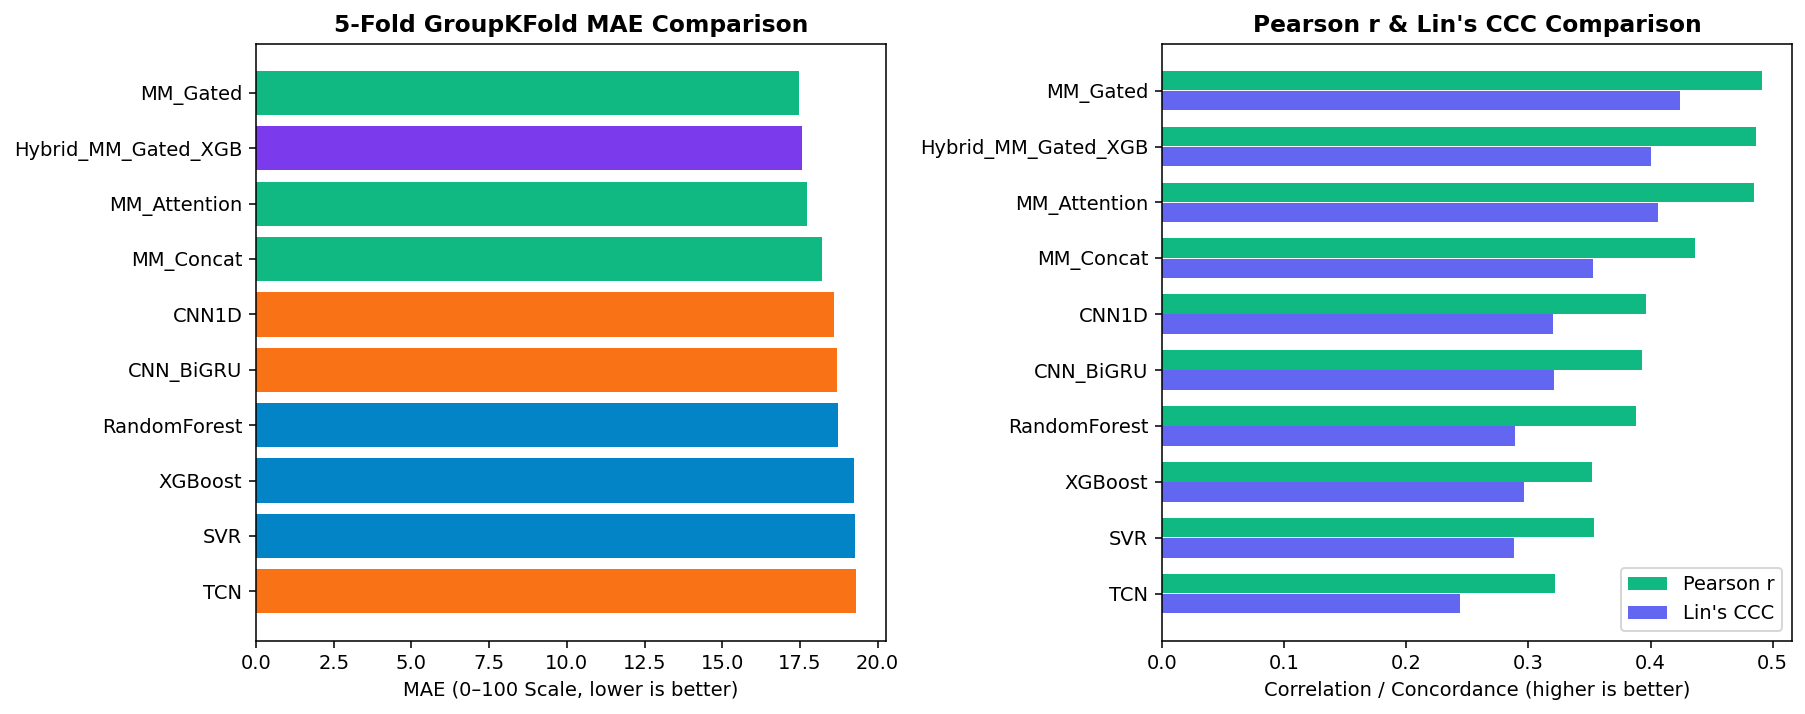 5-Fold GroupKFold MAE Comparison
MM_Gated
Hybrid_MM_Gated_XGB
MM_Attention
MM_Concat
CNN1D
CNN_BiGRU
RandomForest
XGBoost
SVR
TCN
0.0 2.5 5.0 7.5 10.0 12.5 15.0 17.5 20.0
MAE (0–100 Scale, lower is better)
Pearson r & Lin's CCC Comparison
MM_Gated
Hybrid_MM_Gated_XGB
MM_Attention
MM_Concat
CNN1D
CNN_BiGRU
RandomForest
XGBoost
SVR
TCN
Pearson r
Lin's CCC
0.0 0.1 0.2 0.3 0.4 0.5
Correlation / Concordance (higher is better)